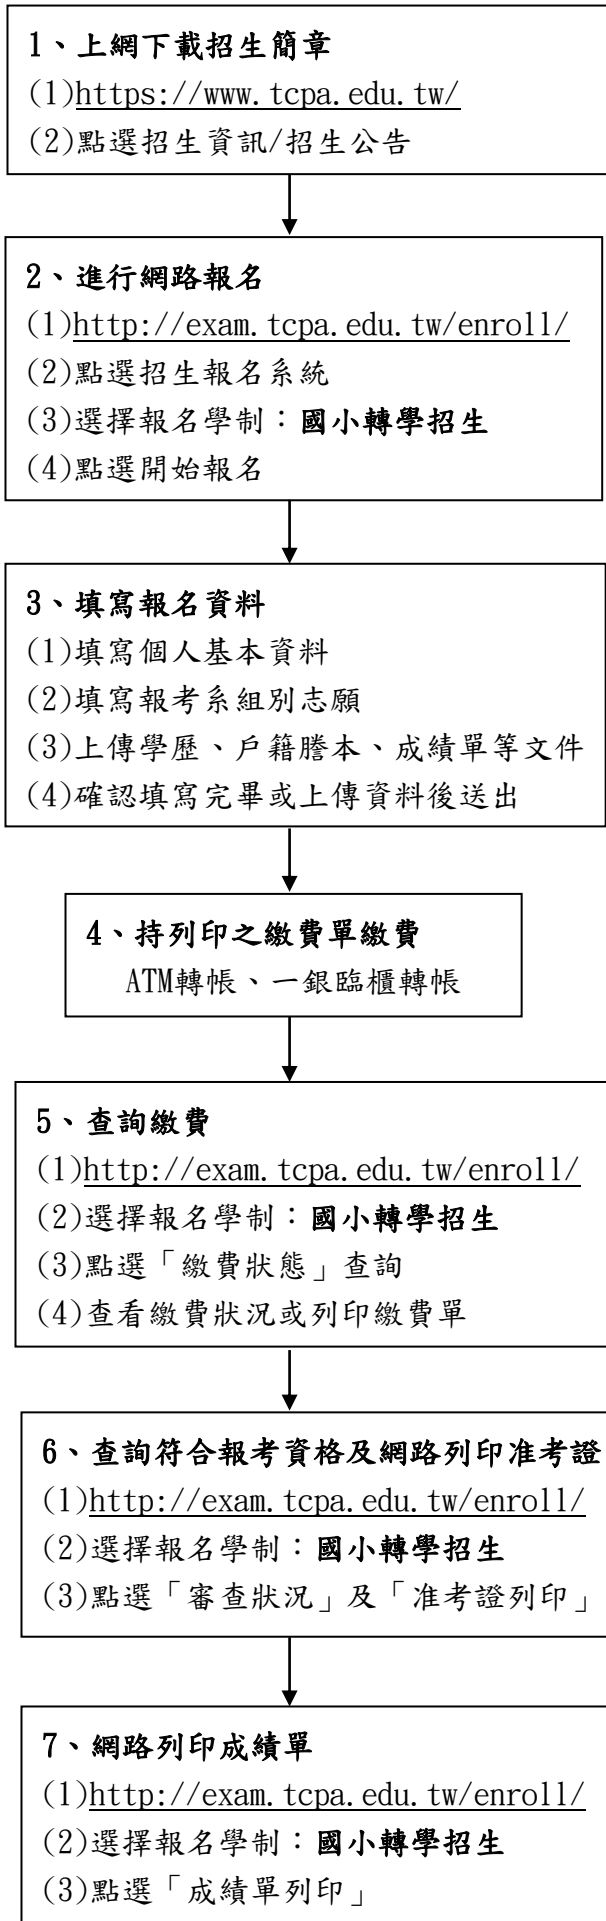 1、上網下載招生簡章
(1)https://www.tcpa.edu.tw/
(2)點選招生資訊/招生公告
2、進行網路報名
(1)http://exam.tcpa.edu.tw/enroll/
(2)點選招生報名系統
(3)選擇報名學制：國小轉學招生
(4)點選開始報名
3、填寫報名資料
(1)填寫個人基本資料
(2)填寫報考系組別志願
(3)上傳學歷、戶籍謄本、成績單等文件
(4)確認填寫完畢或上傳資料後送出
4、持列印之繳費單繳費
ATM轉帳、一銀臨櫃轉帳
5、查詢繳費
(1)http://exam.tcpa.edu.tw/enroll/
(2)選擇報名學制：國小轉學招生
(3)點選「繳費狀態」查詢
(4)查看繳費狀況或列印繳費單
6、查詢符合報考資格及網路列印准考證
(1)http://exam.tcpa.edu.tw/enroll/
(2)選擇報名學制：國小轉學招生
(3)點選「審查狀況」及「准考證列印」
7、網路列印成績單
(1)http://exam.tcpa.edu.tw/enroll/
(2)選擇報名學制：國小轉學招生
(3)點選「成績單列印」